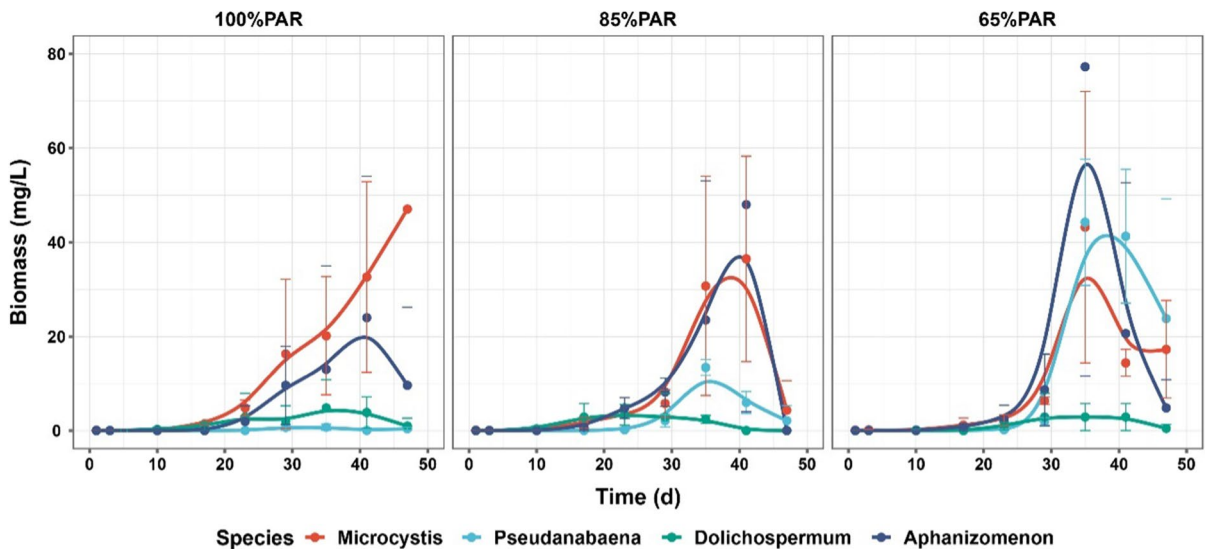 100%PAR 85%PAR 65%PAR
80
60
40
20
0
0 10 20 30 40 50 0 10 20 30 40 50 0 10 20 30 40 50
Biomass (mg/L)
Time (d)
Species Microcystis Pseudanabaena Dolichospermum Aphanizomenon